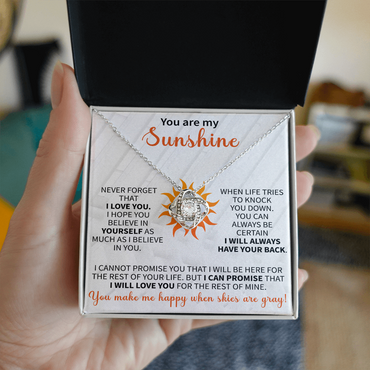 You are my
Sunshine
NEVER FORGET
THAT
I LOVE YOU.
I HOPE YOU
BELIEVE IN
YOURSELF AS
MUCH AS I BELIEVE
IN YOU.
WHEN LIFE TRIES
TO KNOCK
YOU DOWN.
YOU CAN
ALWAYS BE
CERTAIN
I WILL ALWAYS
HAVE YOUR BACK.
I CANNOT PROMISE YOU THAT I WILL BE HERE FOR
THE REST OF YOUR LIFE. BUT I CAN PROMISE THAT
I WILL LOVE YOU FOR THE REST OF MINE.
You make me happy when skies are gray!